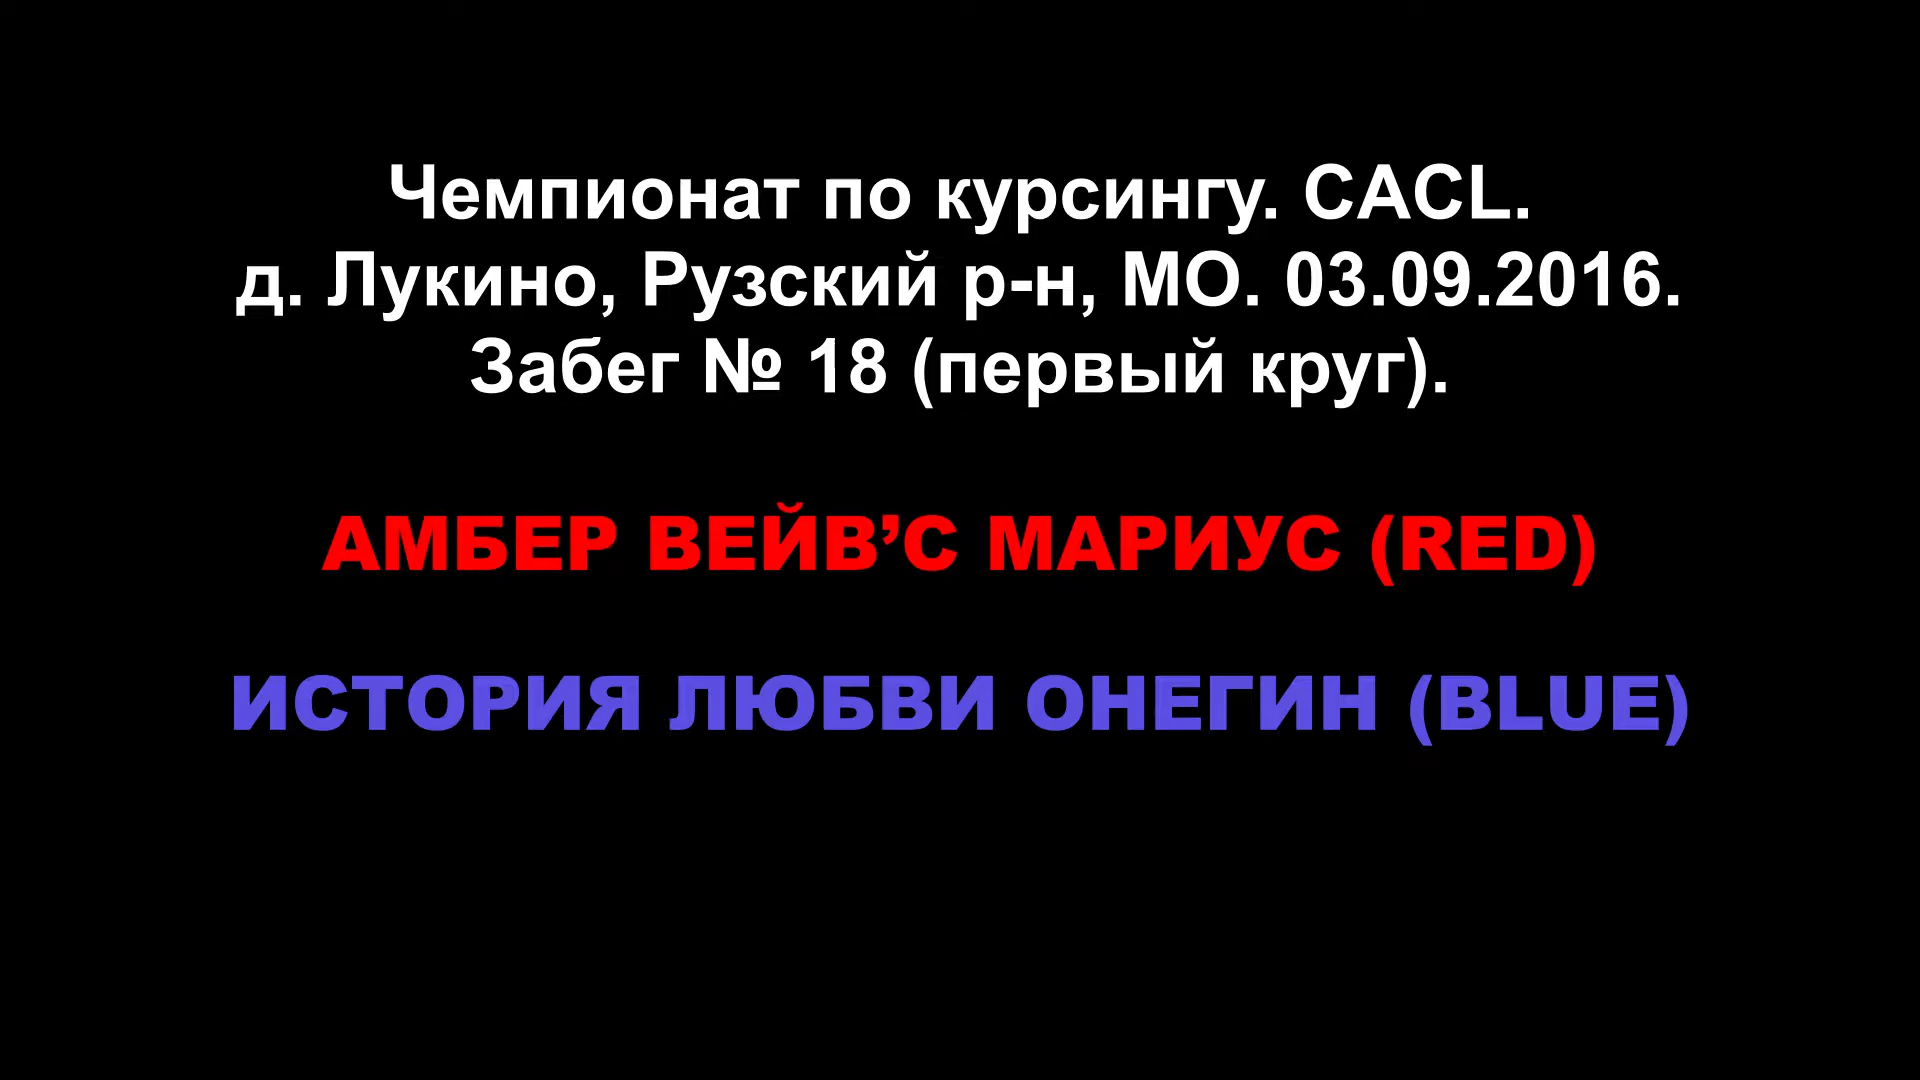 Чемпионат по курсингу. CACL.
д. Лукино, Рузский р-н, МО. 03.09.2016.
Забег № 18 (первый круг).
АМБЕР ВЕЙВ’С МАРИУС (RED)
ИСТОРИЯ ЛЮБВИ ОНЕГИН (BLUE)